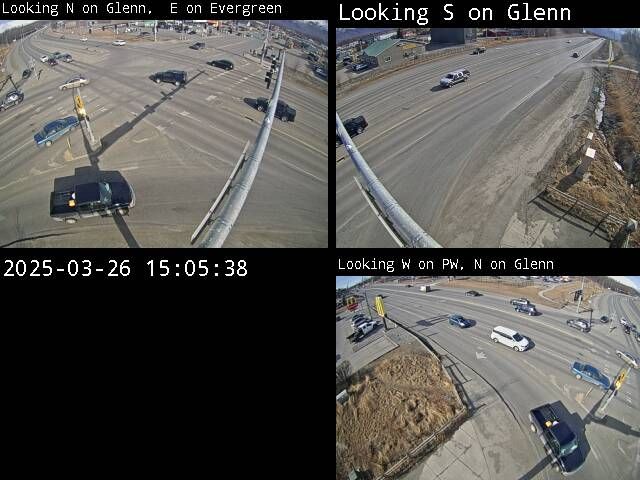 Looking N on Glenn,  E on Evergreen
Looking S on Glenn
2025-03-26 15:05:38
Looking W on PW, N on Glenn